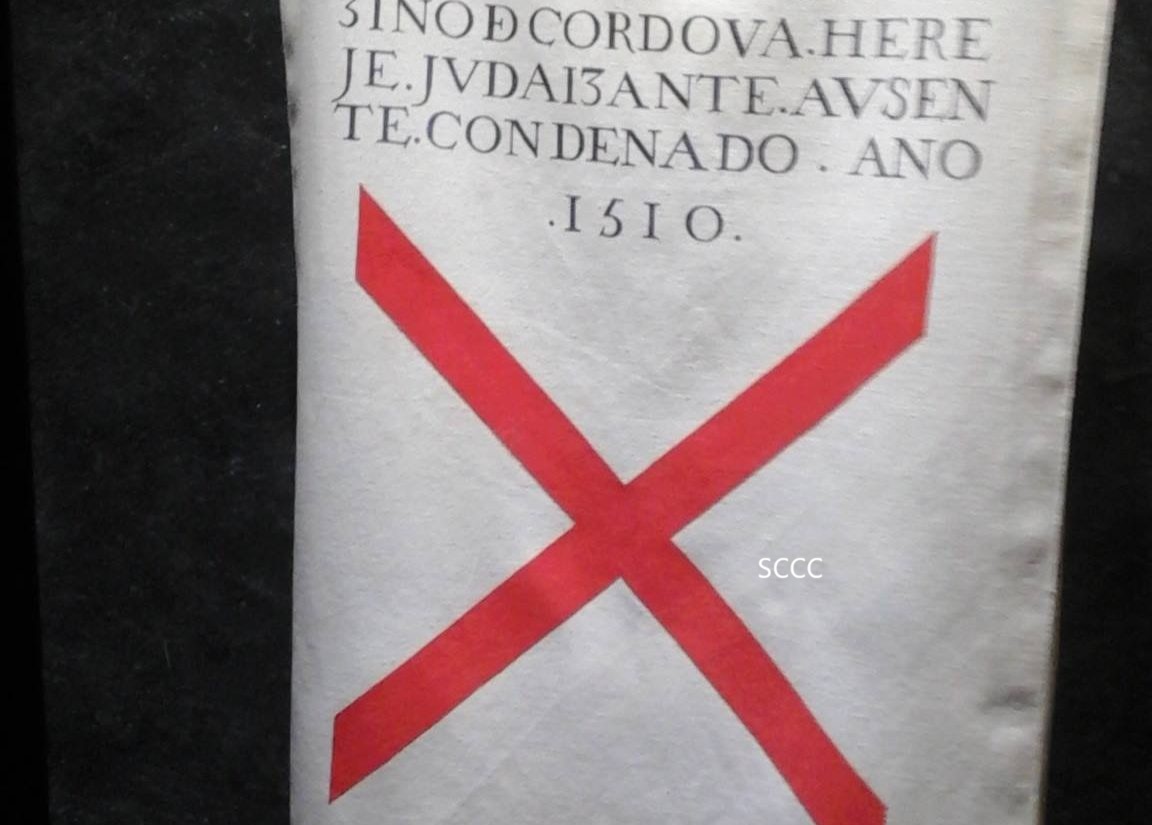 ƷINO Đ CORDOVA.HERE
JE.JVDAIƷANTE.AVSEN
TE.CONDENADO . ANO
.1510.
SCCC